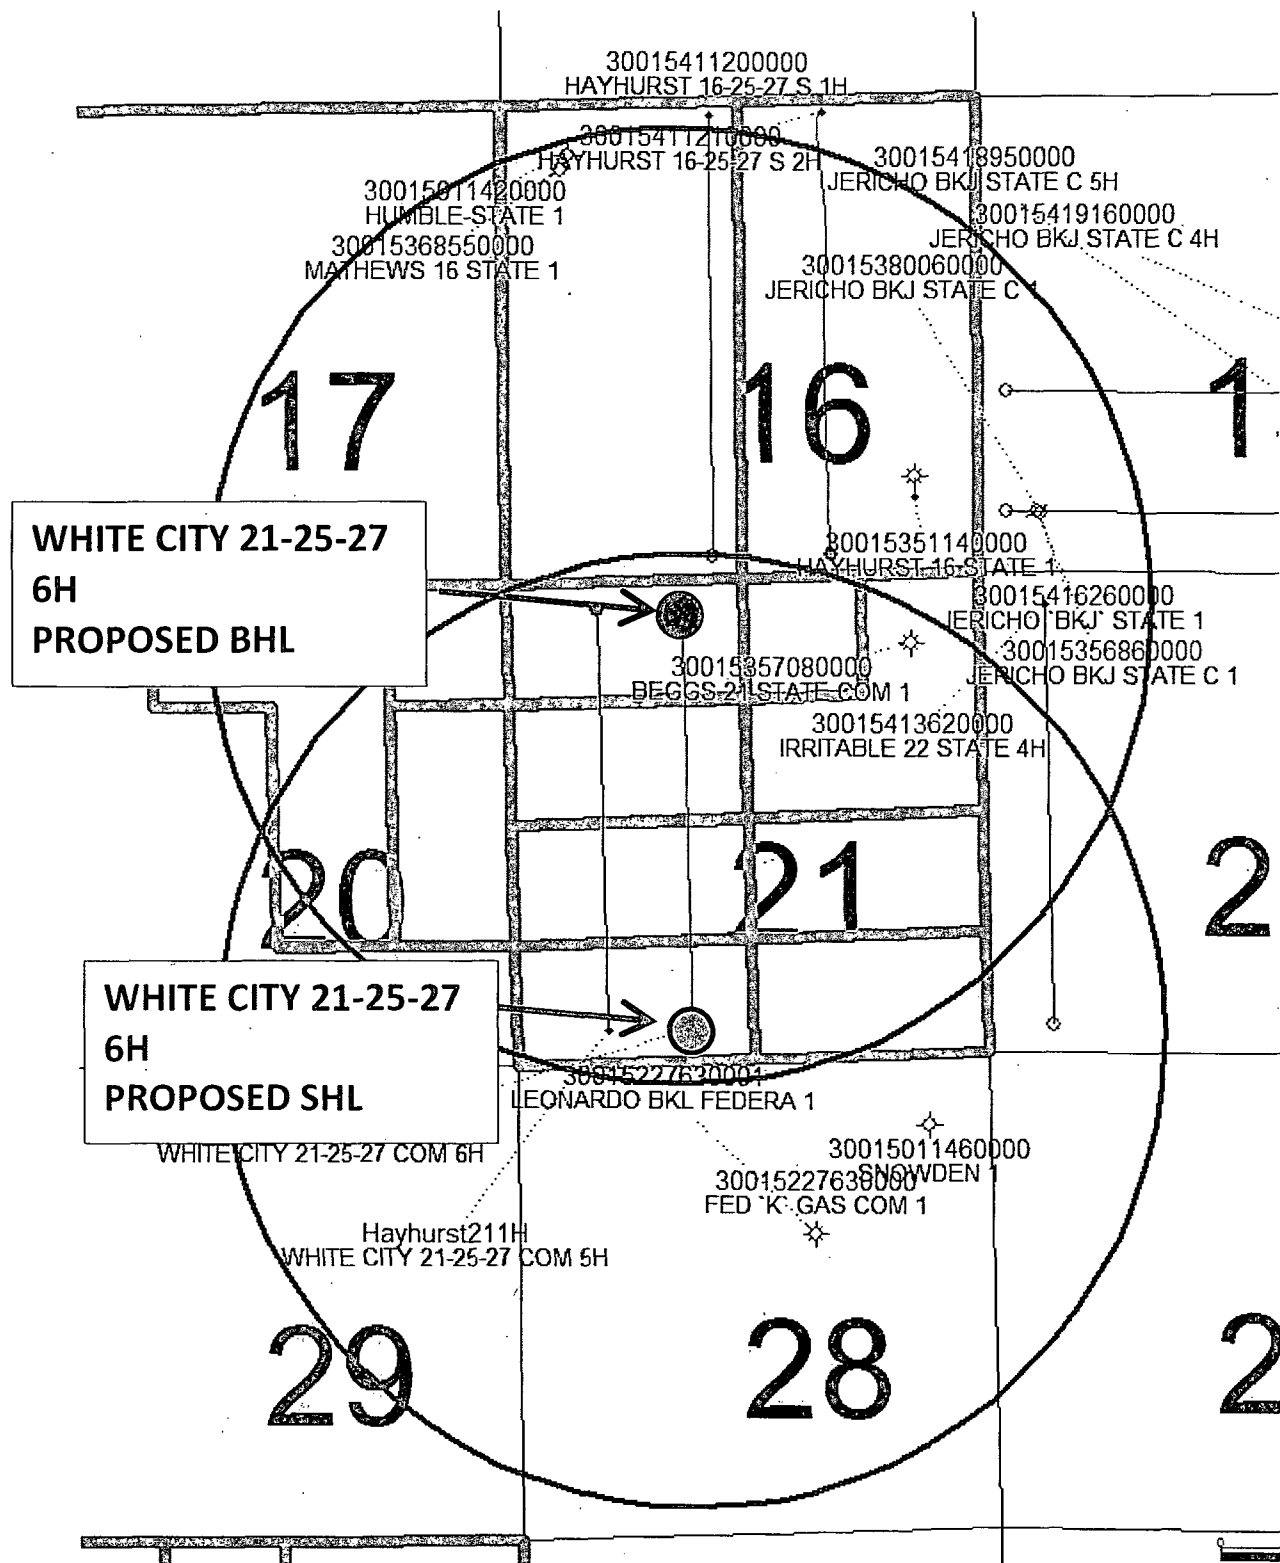 30015411200000
HAYHURST 16-25-27 S 1H
30015411210000
HAYHURST 16-25-27 S 2H
30015418950000
JERICHO BKJ STATE C 5H
30015011420000
HUMBLE-STATE 1
30015419160000
JERICHO BKJ STATE C 4H
30015368550000
MATHEWS 16 STATE 1
30015380060000
JERICHO BKJ STATE C 1
17
16
1
WHITE CITY 21-25-27
6H
PROPOSED BHL
30015351140000
HAYHURST-16-STATE 1
30015416260000
JERICHO `BKJ` STATE 1
30015356860000
JERICHO BKJ STATE C 1
30015357080000
BEGGS 21 STATE COM 1
30015413620000
IRRITABLE 22 STATE 4H
20
21
2
WHITE CITY 21-25-27
6H
PROPOSED SHL
30015227630001
LEONARDO BKL FEDERA 1
WHITE CITY 21-25-27 COM 6H
30015011460000
SNOWDEN 1
30015227630000
FED `K` GAS COM 1
Hayhurst211H
WHITE CITY 21-25-27 COM 5H
29
28
2